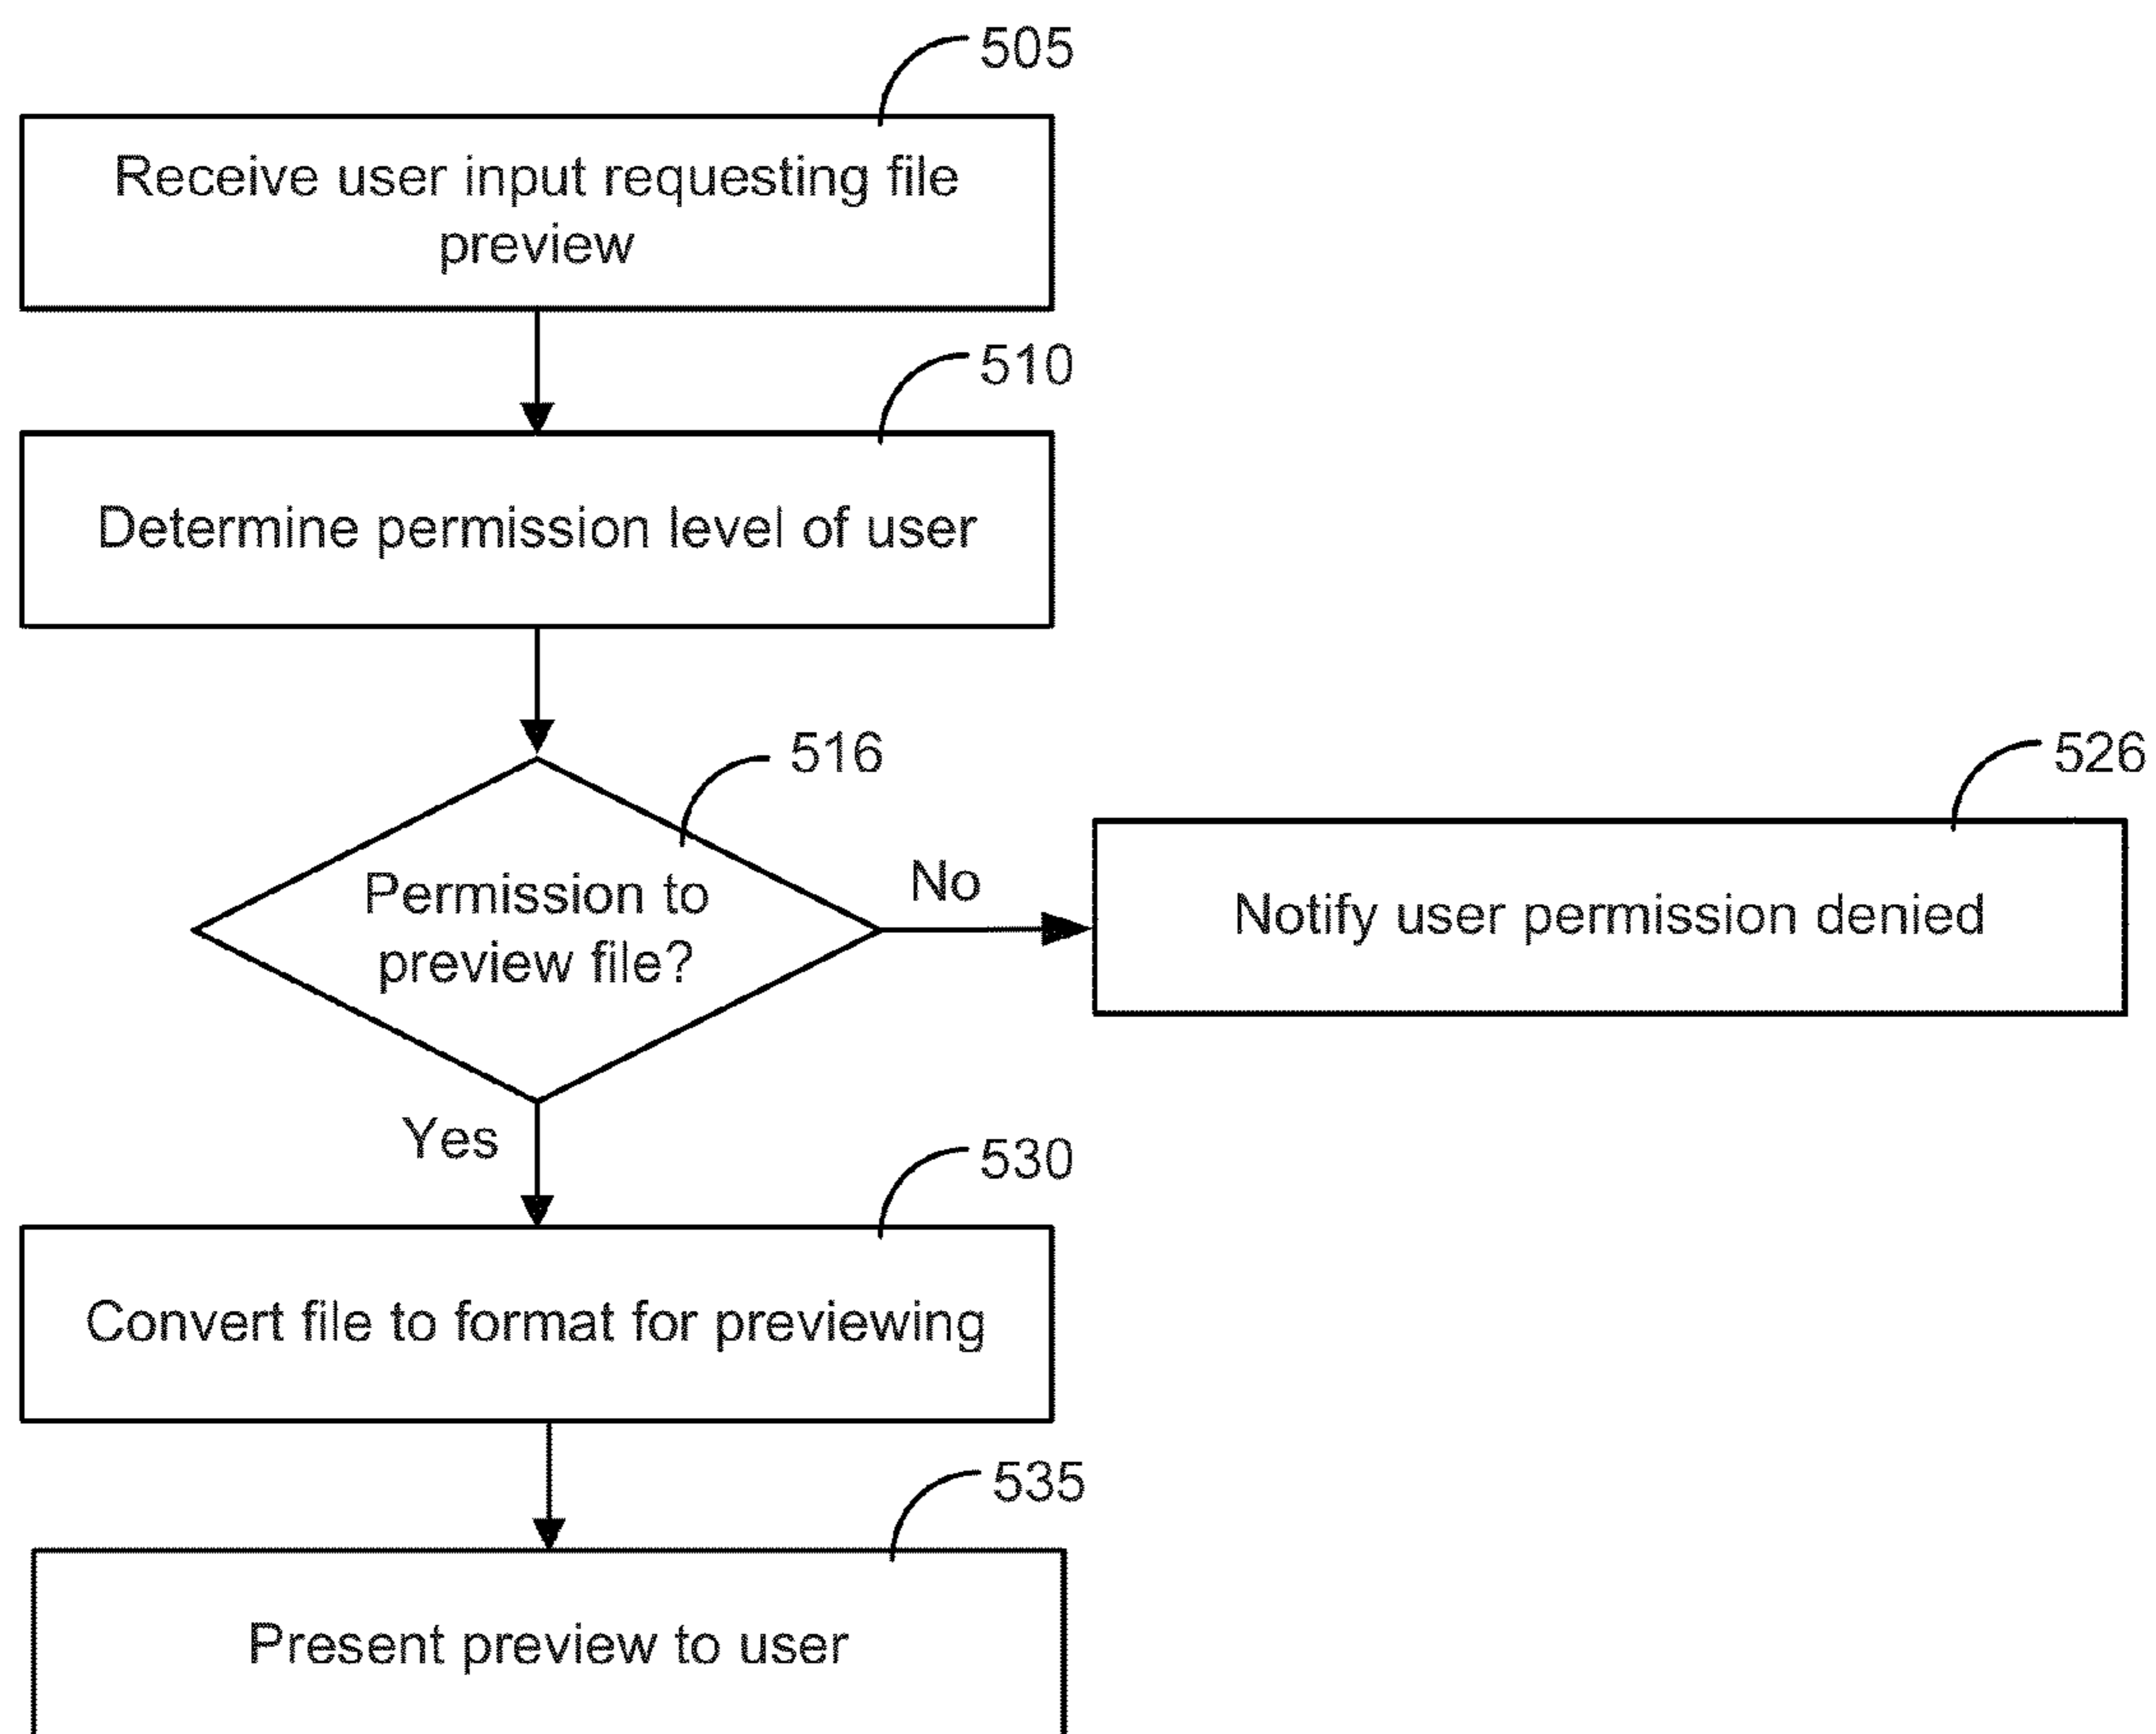 505
Receive user input requesting file
preview
510
Determine permission level of user
516
Permission to
preview file?
No
526
Notify user permission denied
Yes
530
Convert file to format for previewing
535
Present preview to user